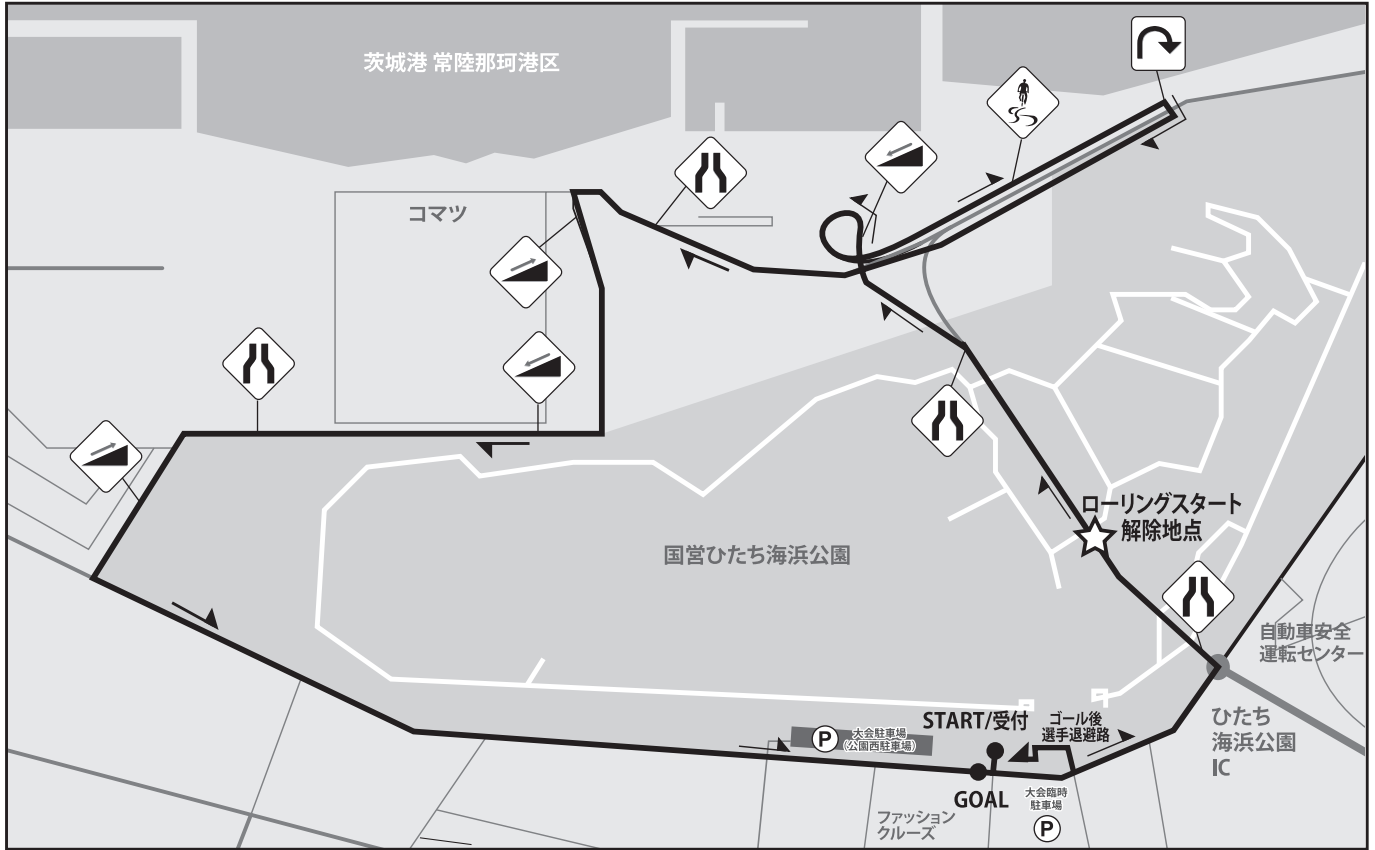 茨城港 常陸那珂港区
コマツ
ローリングスタート
解除地点
国営ひたち海浜公園
自動車安全
運転センター
ひたち
海浜公園
IC
START/受付
ゴール後
選手退避路
P
大会駐車場
（公園西駐車場）
GOAL
大会臨時
駐車場
P
ファッション
クルーズ